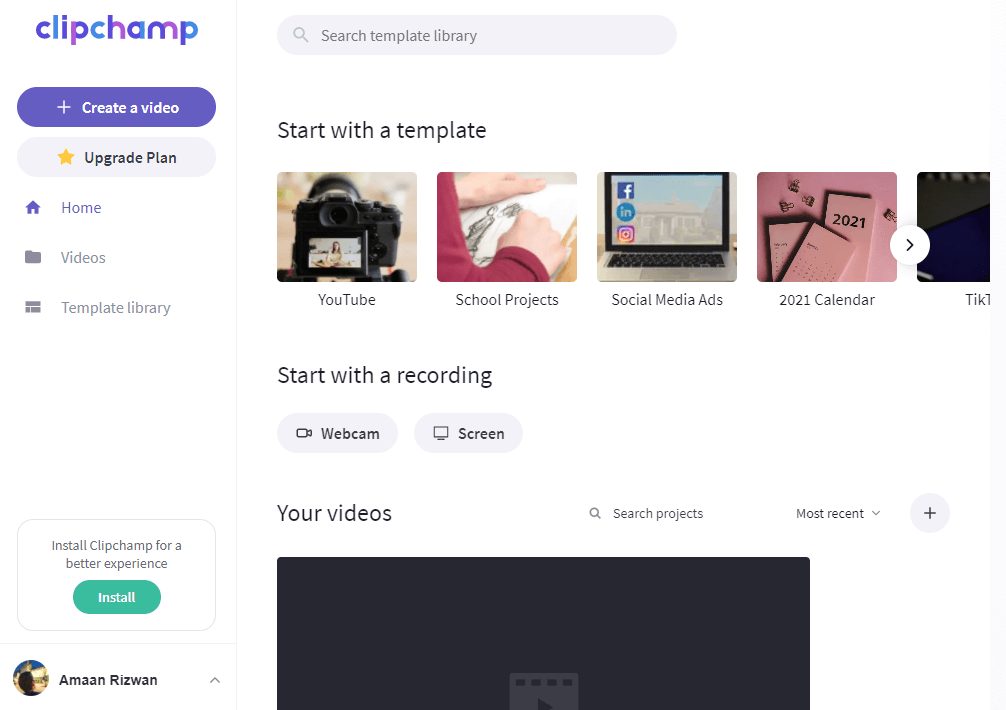 clipchamp
Create a video
Upgrade Plan
Home
Videos
Template library
Install Clipchamp for a
better experience
Install
Amaan Rizwan
Search template library
Start with a template
YouTube
School Projects
Social Media Ads
2021
2021 Calendar
TikT
Start with a recording
Webcam
Screen
Your videos
Search projects
Most recent